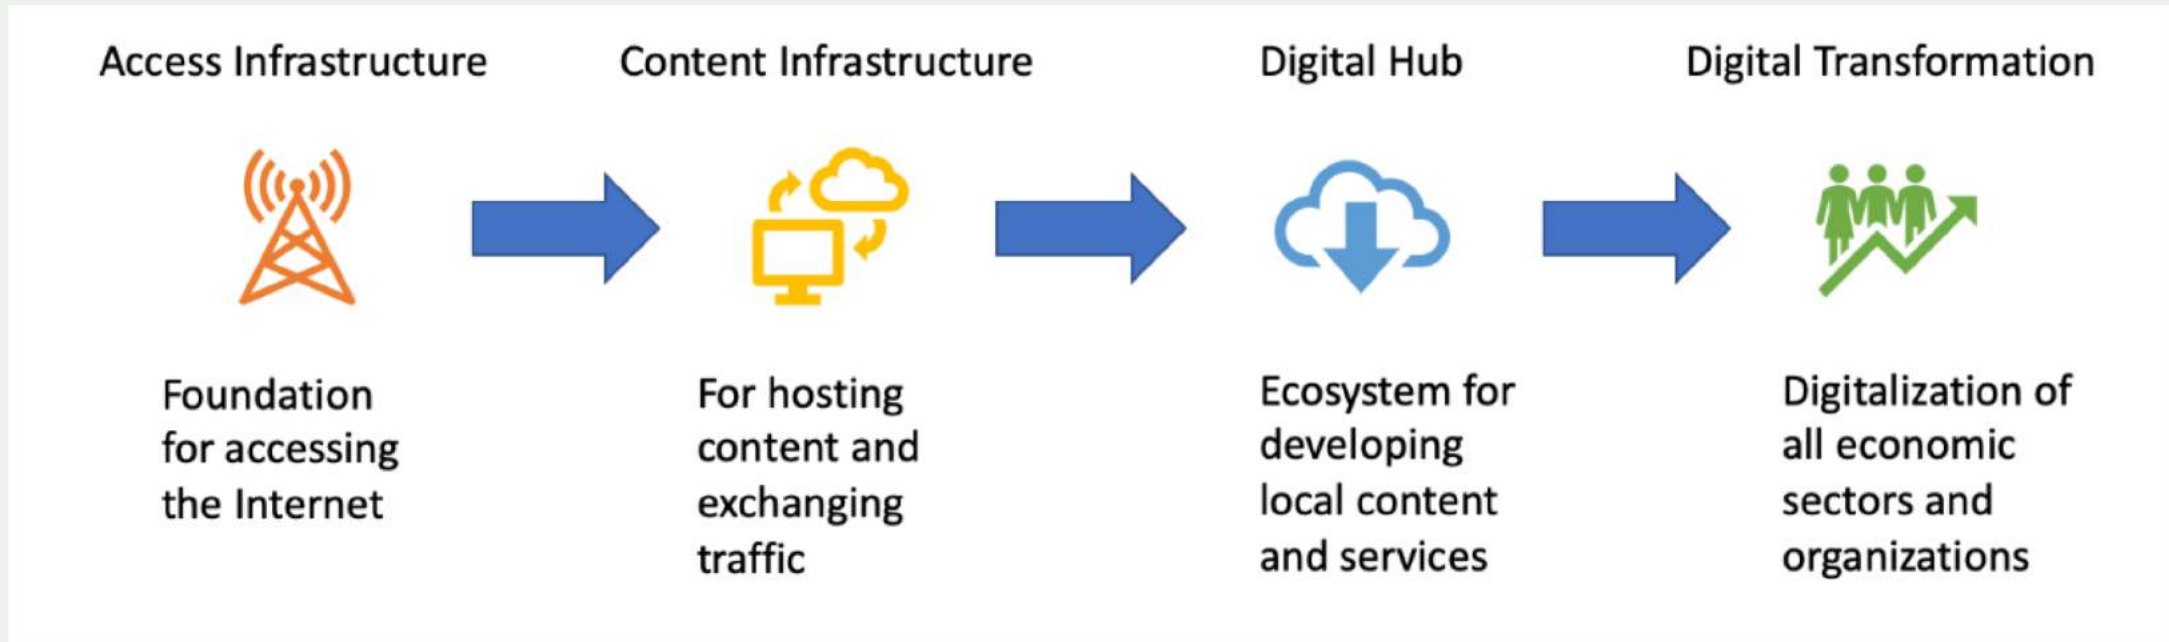 Access Infrastructure
Content Infrastructure
Digital Hub
Digital Transformation
Foundation
for accessing
the Internet
For hosting
content and
exchanging
traffic
Ecosystem for
developing
local content
and services
Digitalization of
all economic
sectors and
organizations